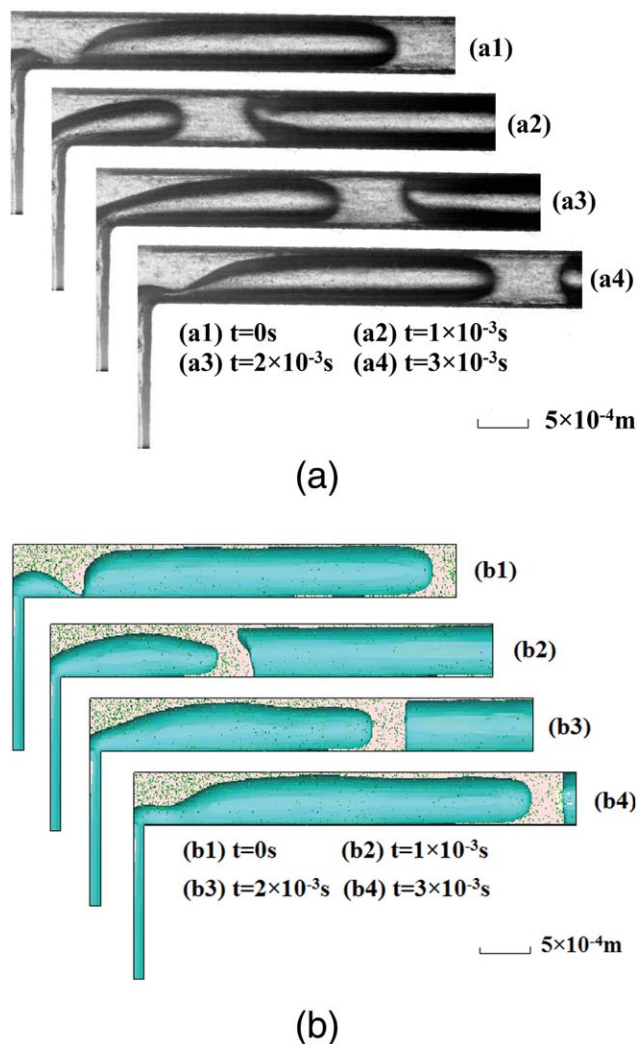 (a1)
(a2)
(a3)
(a4)
(a1) t=0s (a2) t=1×10⁻³s
(a3) t=2×10⁻³s (a4) t=3×10⁻³s
5×10⁻⁴m
(a)
(b1)
(b2)
(b3)
(b4)
(b1) t=0s (b2) t=1×10⁻³s
(b3) t=2×10⁻³s (b4) t=3×10⁻³s
5×10⁻⁴m
(b)